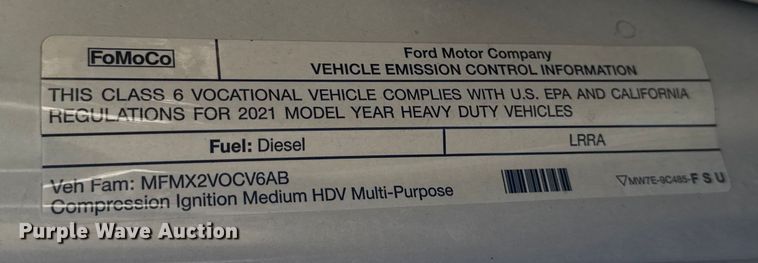 FoMoCo
Ford Motor Company
VEHICLE EMISSION CONTROL INFORMATION
THIS CLASS 6 VOCATIONAL VEHICLE COMPLIES WITH U.S. EPA AND CALIFORNIA
REGULATIONS FOR 2021 MODEL YEAR HEAVY DUTY VEHICLES
Fuel: Diesel
LRRA
Veh Fam: MFMX2VOCV6AB
Compression Ignition Medium HDV Multi-Purpose
▽MW7E-9C485-F S U
Purple Wave Auction